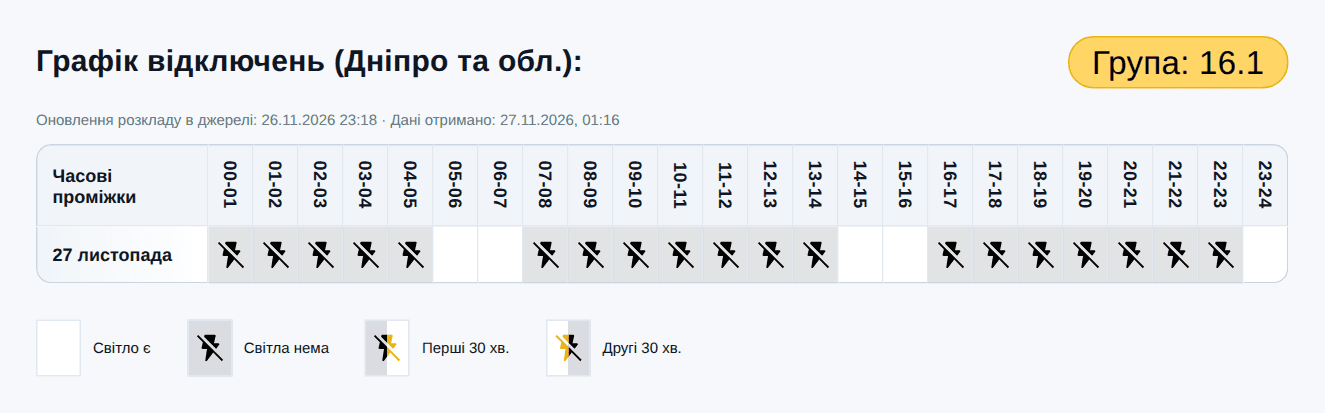 Графік відключень (Дніпро та обл.):
Група: 16.1
Оновлення розкладу в джерелі: 26.11.2026 23:18 · Дані отримано: 27.11.2026, 01:16
Часові
проміжки
00-01
01-02
02-03
03-04
04-05
05-06
06-07
07-08
08-09
09-10
10-11
11-12
12-13
13-14
14-15
15-16
16-17
17-18
18-19
19-20
20-21
21-22
22-23
23-24
27 листопада
Світло є
Світла нема
Перші 30 хв.
Другі 30 хв.